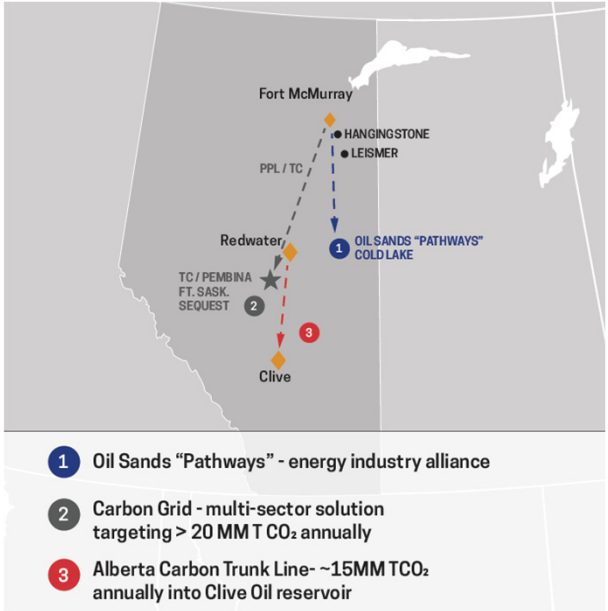 Fort McMurray
HANGINGSTONE
LEISMER
PPL / TC
Redwater
1
OIL SANDS “PATHWAYS”
COLD LAKE
TC / PEMBINA
FT. SASK.
SEQUEST
2
3
Clive
1 Oil Sands “Pathways” - energy industry alliance
2 Carbon Grid - multi-sector solution
targeting > 20 MM T CO₂ annually
3 Alberta Carbon Trunk Line- ~15MM TCO₂
annually into Clive Oil reservoir